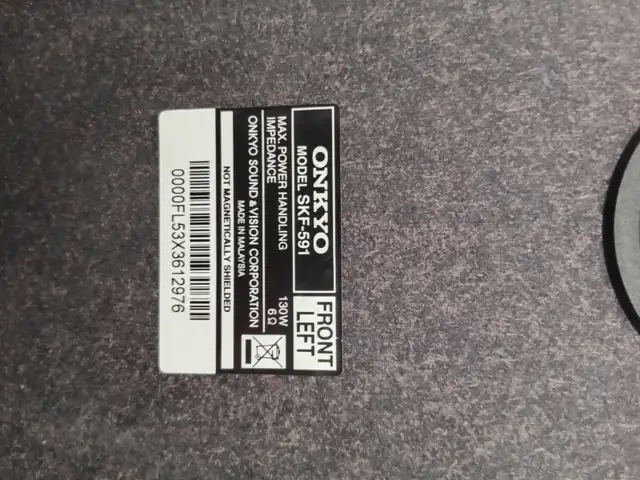 ONKYO
MODEL SKF-591
FRONT
LEFT
MAX. POWER HANDLING 130W
IMPEDANCE 6 Ω
ONKYO SOUND & VISION CORPORATION
MADE IN MALAYSIA
NOT MAGNETICALLY SHIELDED
0000FL53X3612976